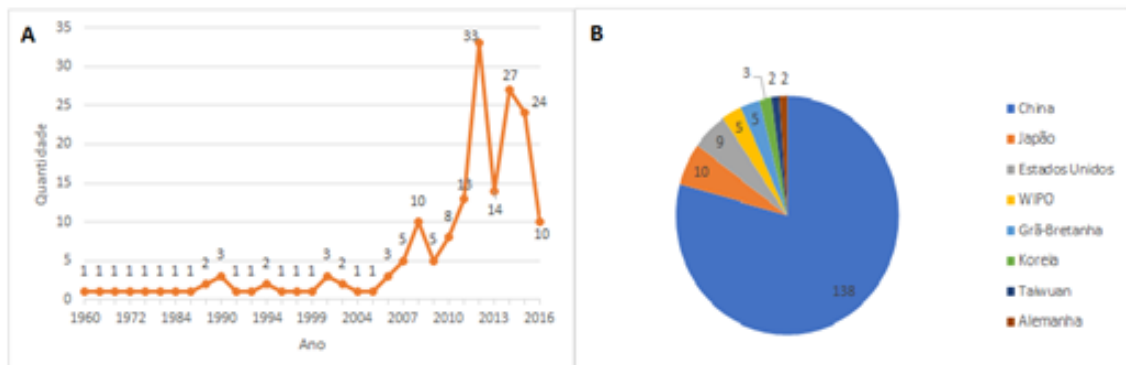 A
Quantidade
35
30
25
20
15
10
5
0
1 1 1 1 1 1 1 1 2 3 1 1 2 1 1 1 3 2 1 1 3 5 10 5 8 13 33 14 27 24 10
1960 1972 1984 1990 1994 1999 2004 2007 2010 2013 2016
Ano
B
3 2 2
5 5
9
10
138
China
Japão
Estados Unidos
WIPO
Grã-Bretanha
Koreia
Taiwuan
Alemanha